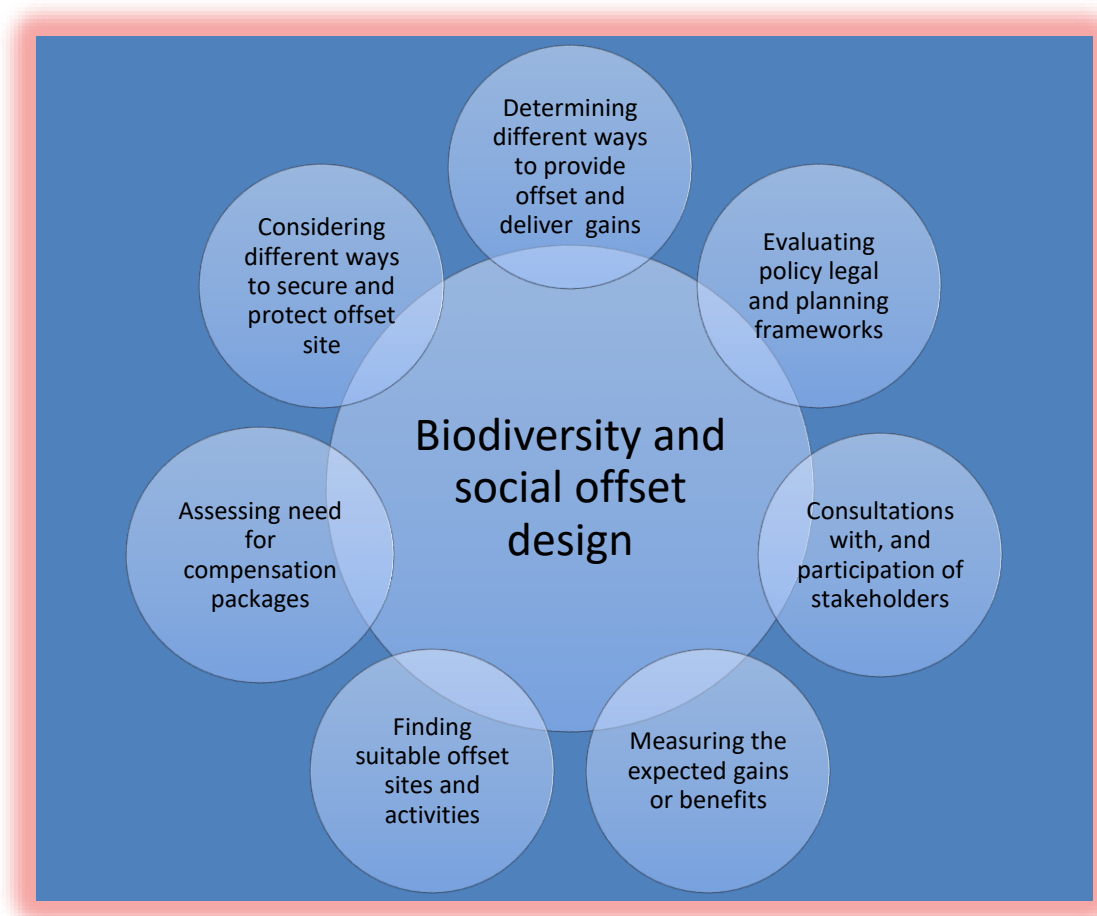 Determining
different ways
to provide
offset and
deliver gains
Evaluating
policy legal
and planning
frameworks
Consultations
with, and
participation of
stakeholders
Measuring the
expected gains
or benefits
Finding
suitable offset
sites and
activities
Assessing need
for
compensation
packages
Considering
different ways
to secure and
protect offset
site
Biodiversity and
social offset
design